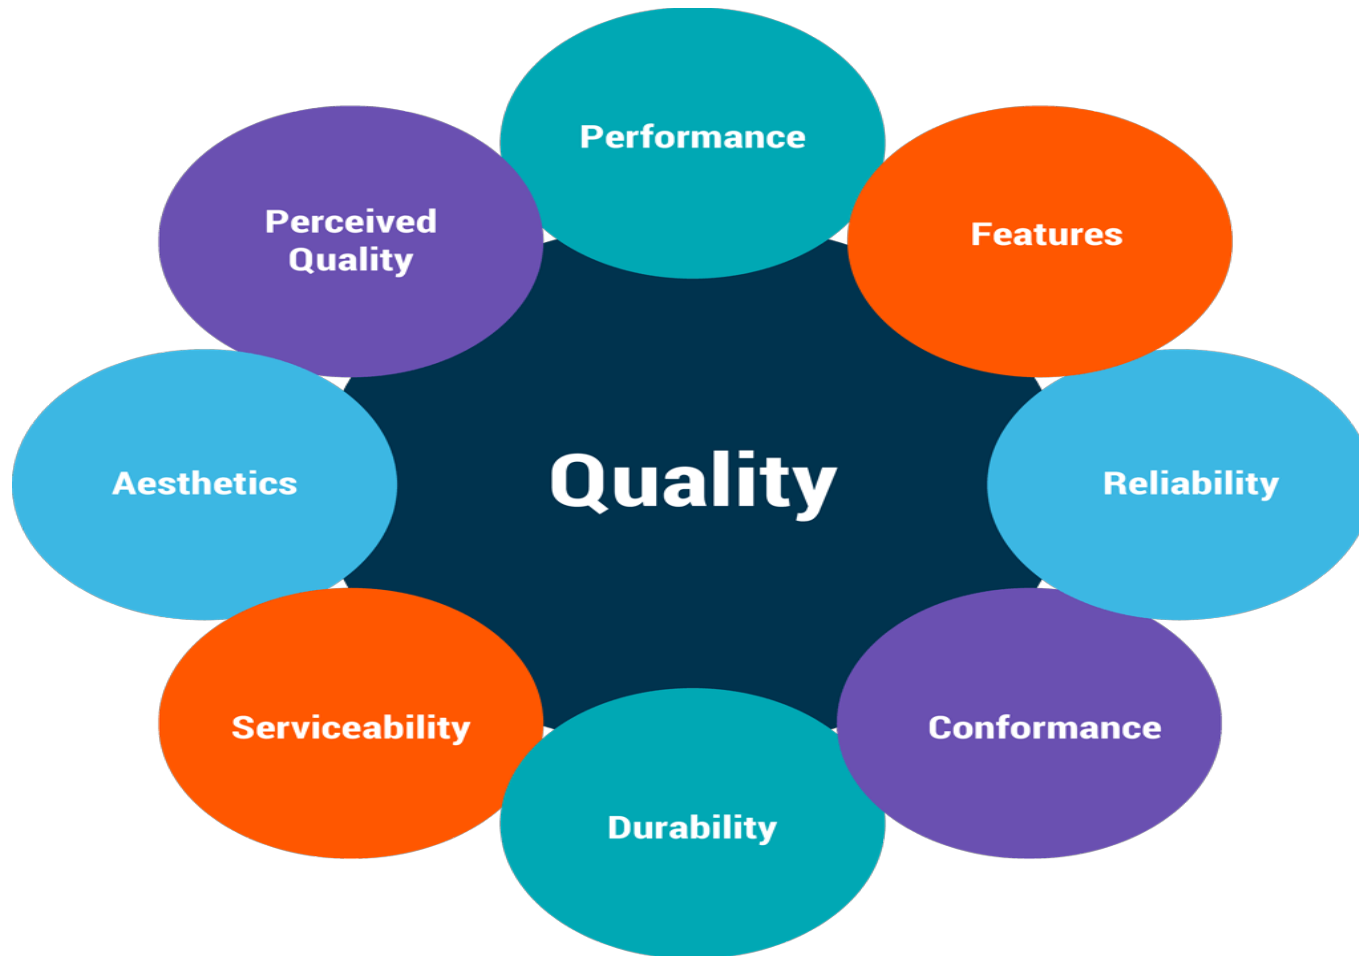 Performance
Features
Reliability
Conformance
Durability
Serviceability
Aesthetics
Perceived
Quality
Quality